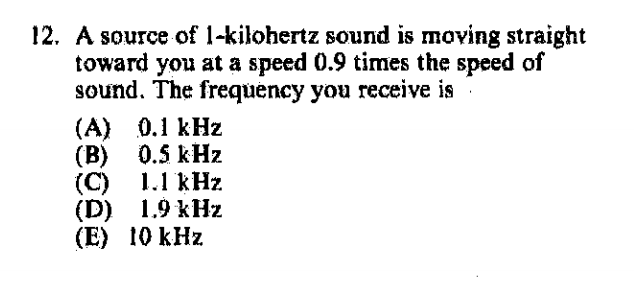 12. A source of 1-kilohertz sound is moving straight
toward you at a speed 0.9 times the speed of
sound. The frequency you receive is
(A) 0.1 kHz
(B) 0.5 kHz
(C) 1.1 kHz
(D) 1.9 kHz
(E) 10 kHz